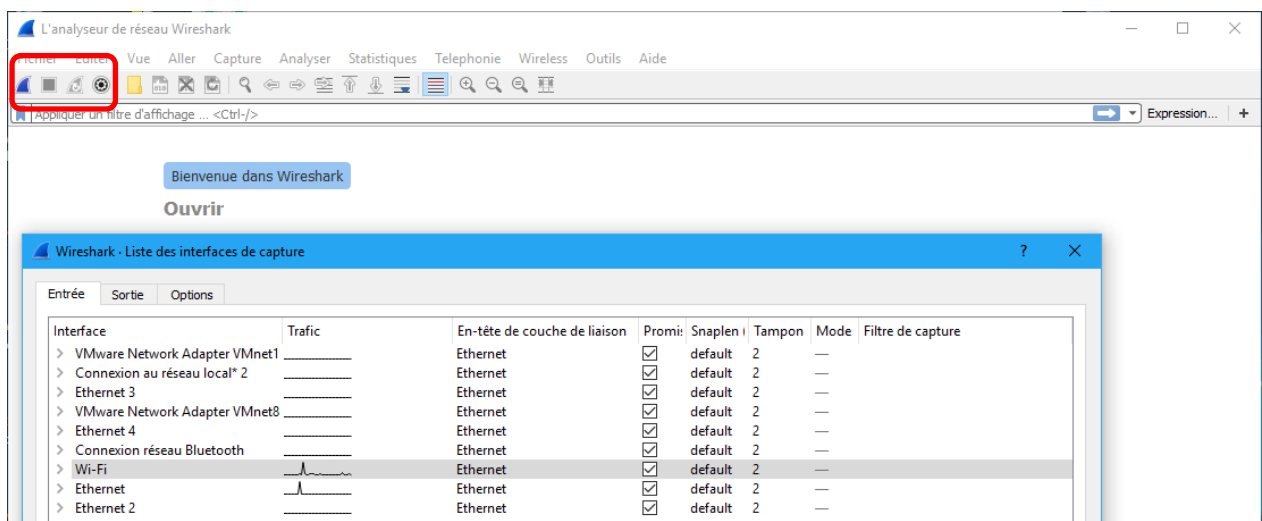 L'analyseur de réseau Wireshark
Fichier Editer Vue Aller Capture Analyser Statistiques Telephonie Wireless Outils Aide
Appliquer un filtre d'affichage ... <Ctrl-/> Expression... +
Bienvenue dans Wireshark
Ouvrir
Wireshark · Liste des interfaces de capture ?
Entrée Sortie Options
Interface Trafic En-tête de couche de liaison Promis Snaplen ( Tampon Mode Filtre de capture
VMware Network Adapter VMnet1 Ethernet default 2 —
Connexion au réseau local* 2 Ethernet default 2 —
Ethernet 3 Ethernet default 2 —
VMware Network Adapter VMnet8 Ethernet default 2 —
Ethernet 4 Ethernet default 2 —
Connexion réseau Bluetooth Ethernet default 2 —
Wi-Fi Ethernet default 2 —
Ethernet Ethernet default 2 —
Ethernet 2 Ethernet default 2 —